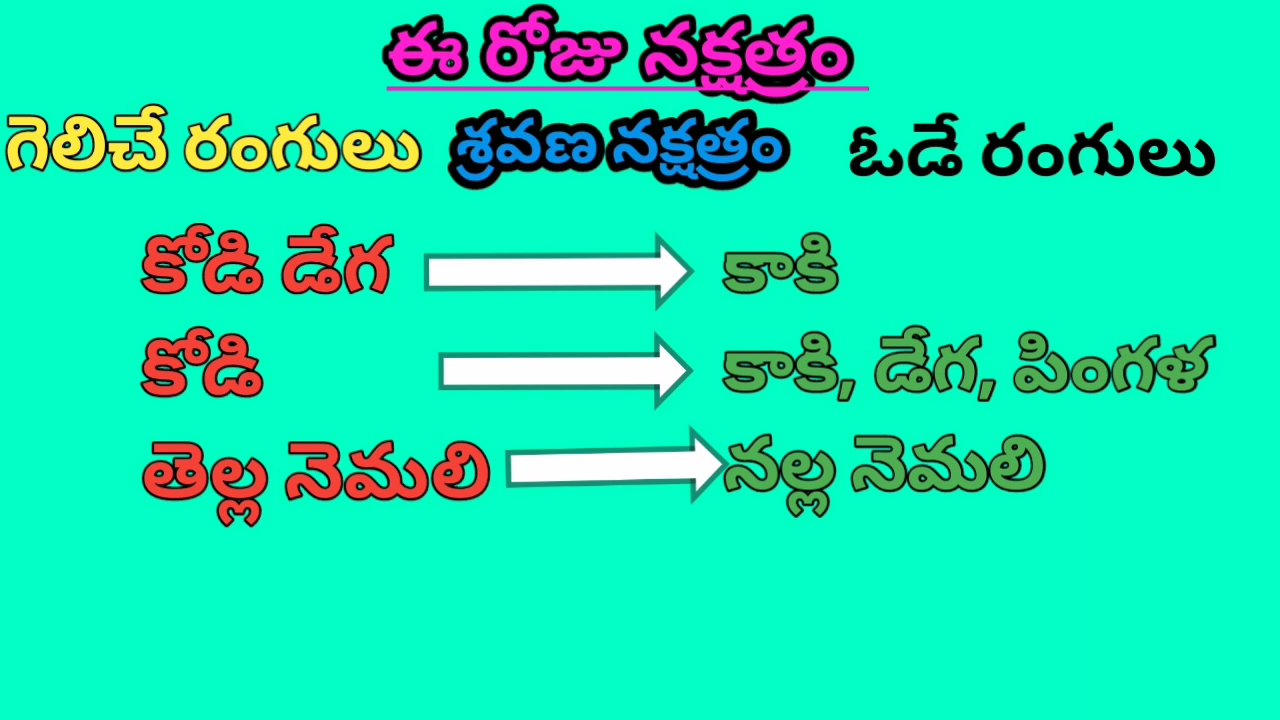 ఈ రోజు నక్షత్రం
గెలిచే రంగులు శ్రవణ నక్షత్రం ఓడే రంగులు
కోడి డేగ కాకి
కోడి కాకి, డేగ, పింగళ
తెల్ల నెమలి నల్ల నెమలి